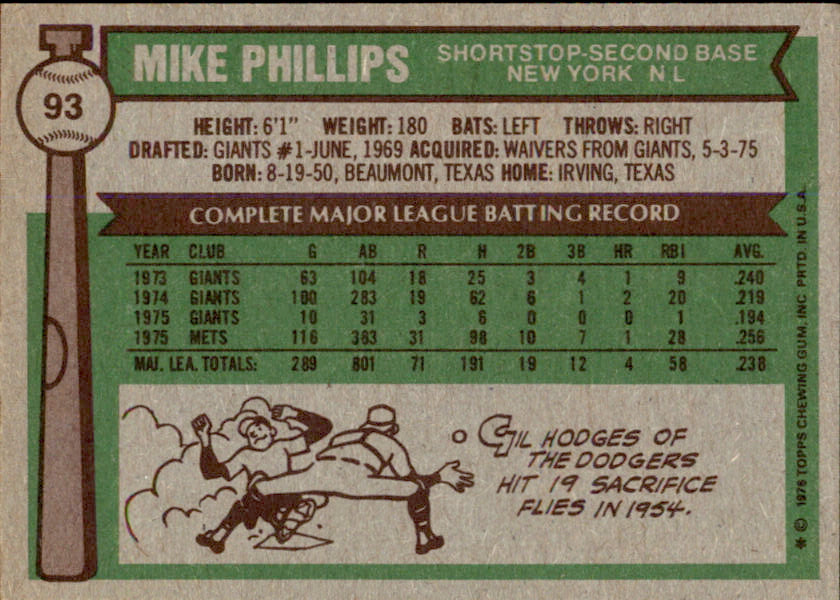 93
MIKE PHILLIPS
SHORTSTOP-SECOND BASE
NEW YORK N L
HEIGHT: 6'1" WEIGHT: 180 BATS: LEFT THROWS: RIGHT
DRAFTED: GIANTS #1-JUNE, 1969 ACQUIRED: WAIVERS FROM GIANTS, 5-3-75
BORN: 8-19-50, BEAUMONT, TEXAS HOME: IRVING, TEXAS
COMPLETE MAJOR LEAGUE BATTING RECORD
YEAR CLUB G AB R H 2B 3B HR RBI AVG.
1973 GIANTS 63 104 18 25 3 4 1 9 .240
1974 GIANTS 100 283 19 62 6 1 2 20 .219
1975 GIANTS 10 31 3 6 0 0 0 1 .194
1975 METS 116 383 31 98 10 7 1 28 .256
MAJ. LEA. TOTALS: 289 801 71 191 19 12 4 58 .238
GIL HODGES OF
THE DODGERS
HIT 19 SACRIFICE
FLIES IN 1954.
* © 1976 TOPPS CHEWING GUM, INC. PRTD. IN U.S.A.